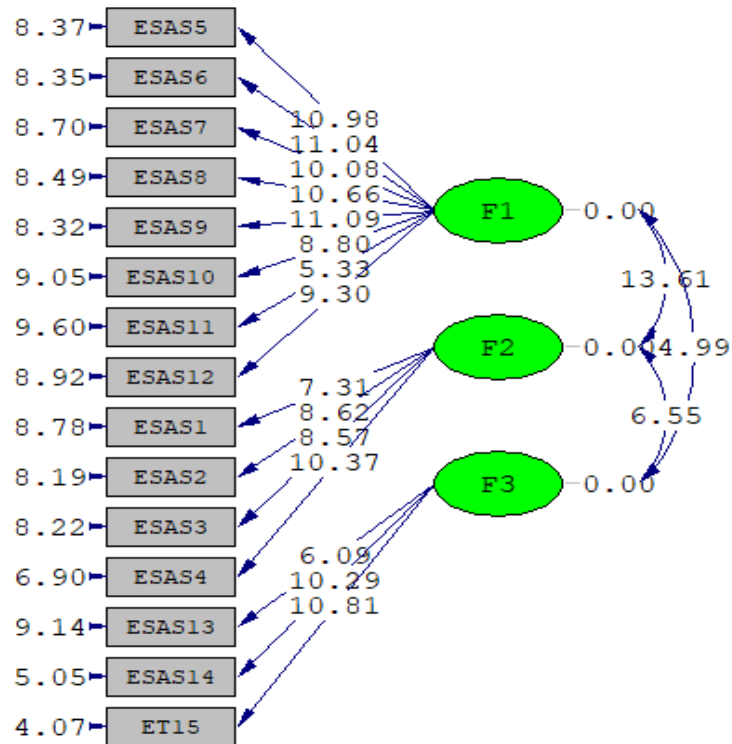 8.37 ESAS5
8.35 ESAS6
8.70 ESAS7
8.49 ESAS8
8.32 ESAS9
9.05 ESAS10
9.60 ESAS11
8.92 ESAS12
8.78 ESAS1
8.19 ESAS2
8.22 ESAS3
6.90 ESAS4
9.14 ESAS13
5.05 ESAS14
4.07 ET15
10.98
11.04
10.08
10.66
11.09
8.80
5.33
9.30
7.31
8.62
8.57
10.37
6.09
10.29
10.81
F1 0.00
F2 0.00
F3 0.00
13.61
4.99
6.55